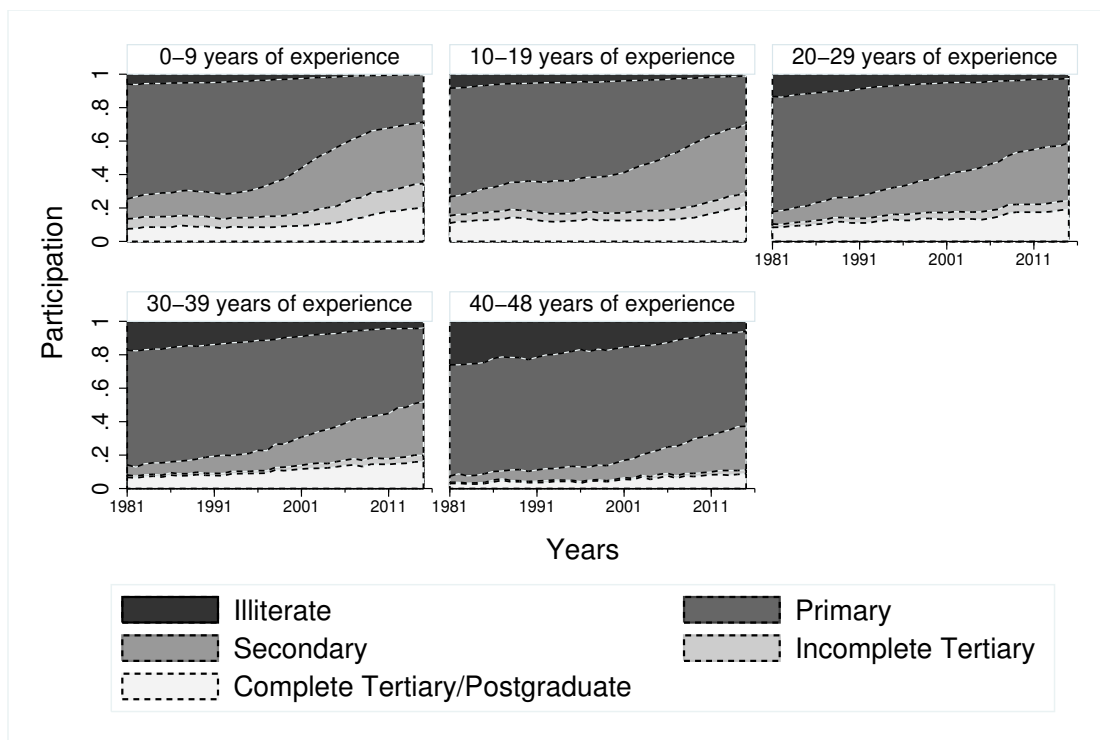 0−9 years of experience
10−19 years of experience
20−29 years of experience
1
.8
.6
.4
.2
0
1981 1991 2001 2011
Participation
30−39 years of experience
40−48 years of experience
1
.8
.6
.4
.2
0
1981 1991 2001 2011
1981 1991 2001 2011
Years
Illiterate
Primary
Secondary
Incomplete Tertiary
Complete Tertiary/Postgraduate